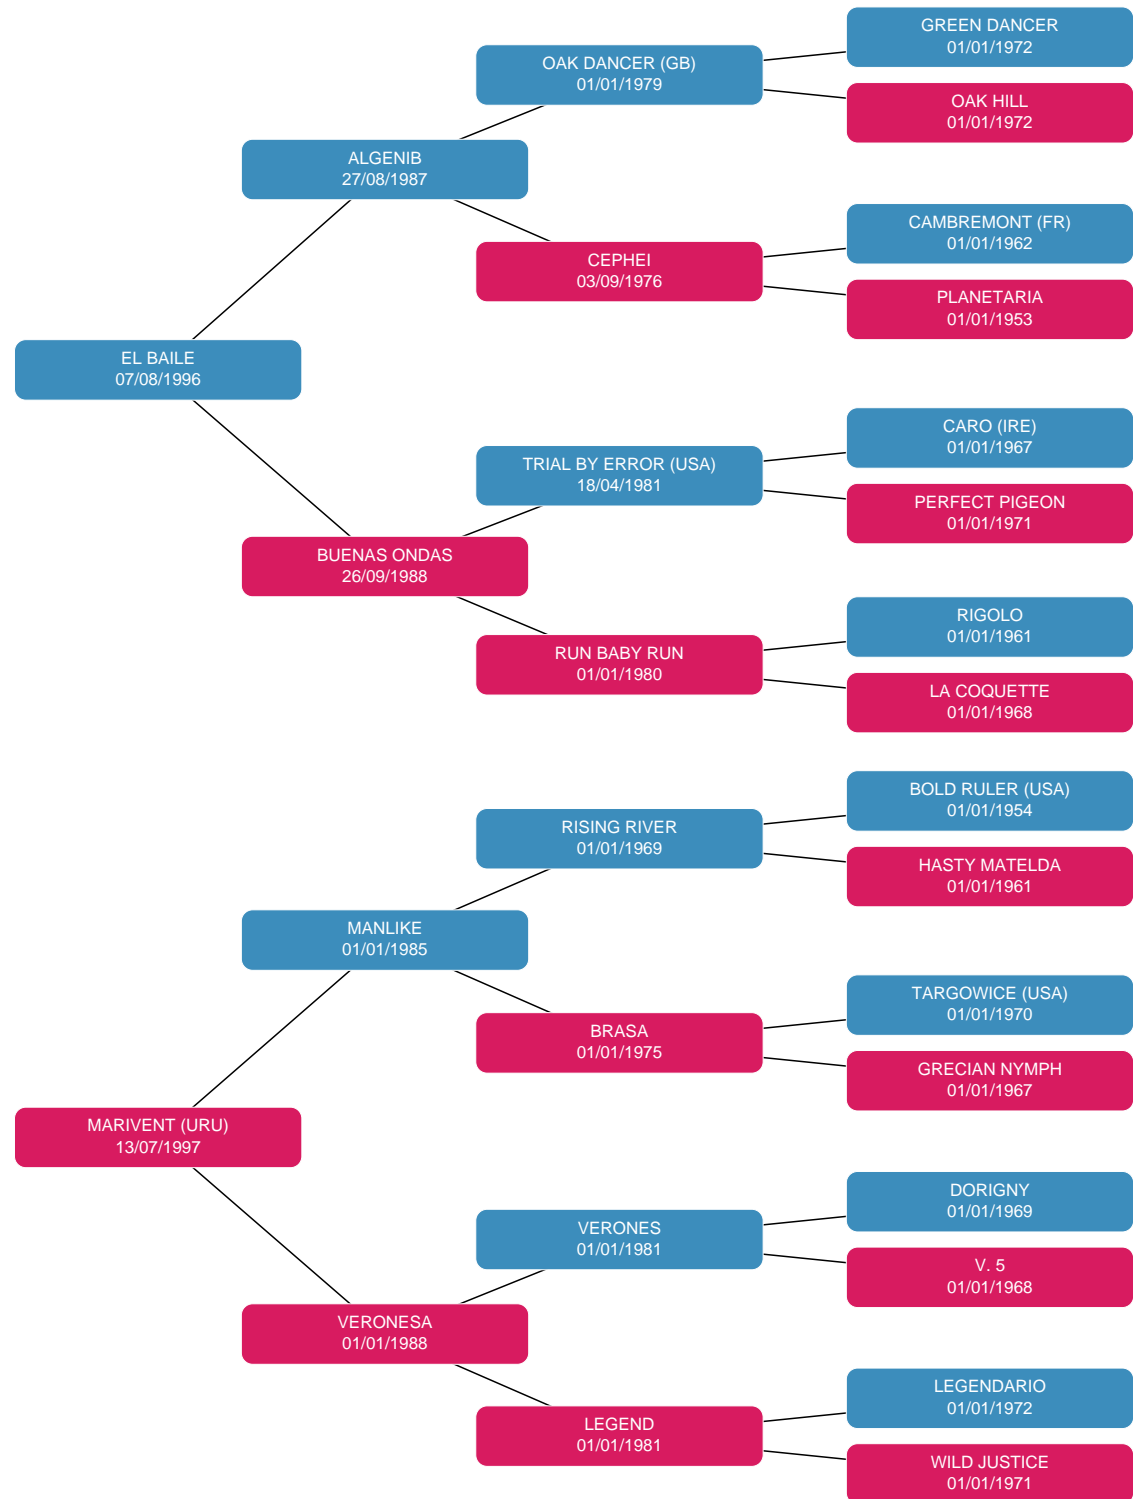 GREEN DANCER
01/01/1972
OAK DANCER (GB)
01/01/1979
OAK HILL
01/01/1972
ALGENIB
27/08/1987
CAMBREMONT (FR)
01/01/1962
CEPHEI
03/09/1976
PLANETARIA
01/01/1953
EL BAILE
07/08/1996
CARO (IRE)
01/01/1967
TRIAL BY ERROR (USA)
18/04/1981
PERFECT PIGEON
01/01/1971
BUENAS ONDAS
26/09/1988
RIGOLO
01/01/1961
RUN BABY RUN
01/01/1980
LA COQUETTE
01/01/1968
BOLD RULER (USA)
01/01/1954
RISING RIVER
01/01/1969
HASTY MATELDA
01/01/1961
MANLIKE
01/01/1985
TARGOWICE (USA)
01/01/1970
BRASA
01/01/1975
GRECIAN NYMPH
01/01/1967
MARIVENT (URU)
13/07/1997
DORIGNY
01/01/1969
VERONES
01/01/1981
V. 5
01/01/1968
VERONESA
01/01/1988
LEGENDARIO
01/01/1972
LEGEND
01/01/1981
WILD JUSTICE
01/01/1971